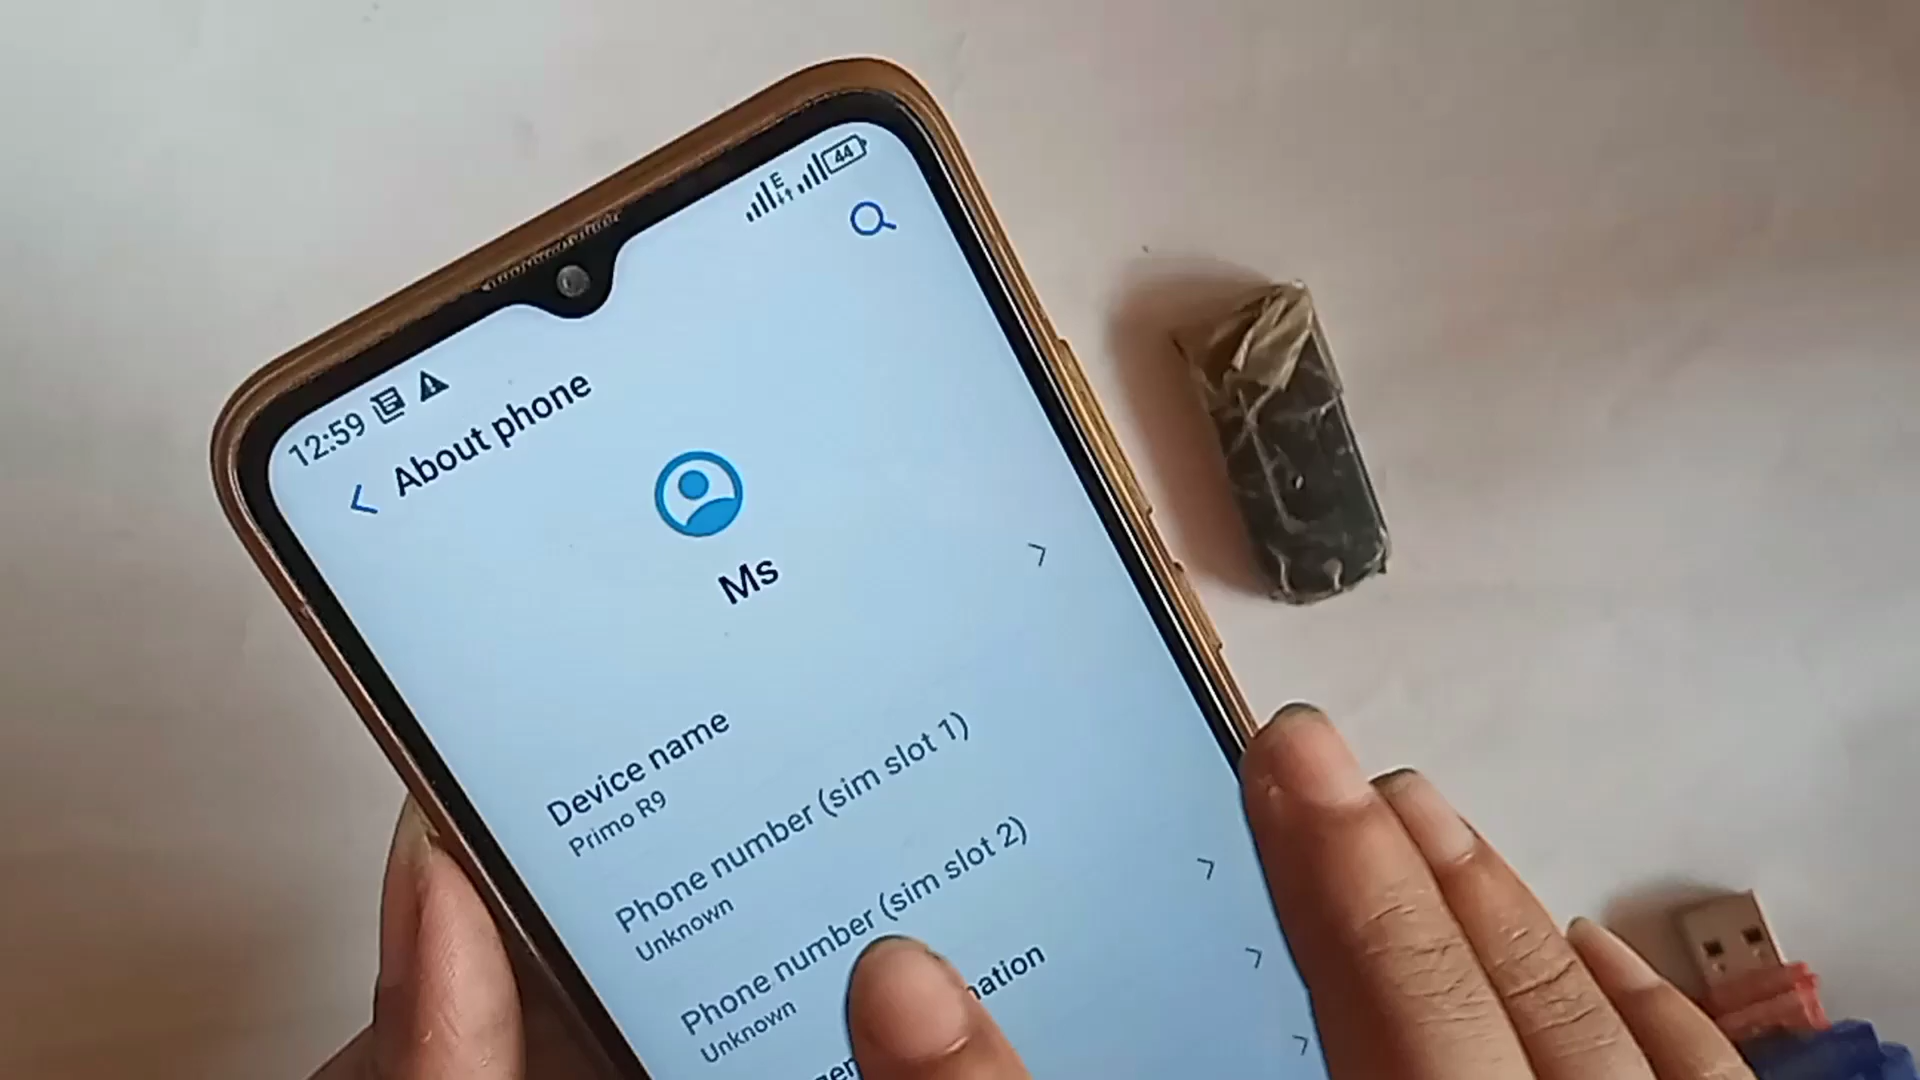 12:59
E
44
About phone
Ms
Device name
Primo R9
Phone number (sim slot 1)
Unknown
Phone number (sim slot 2)
Unknown